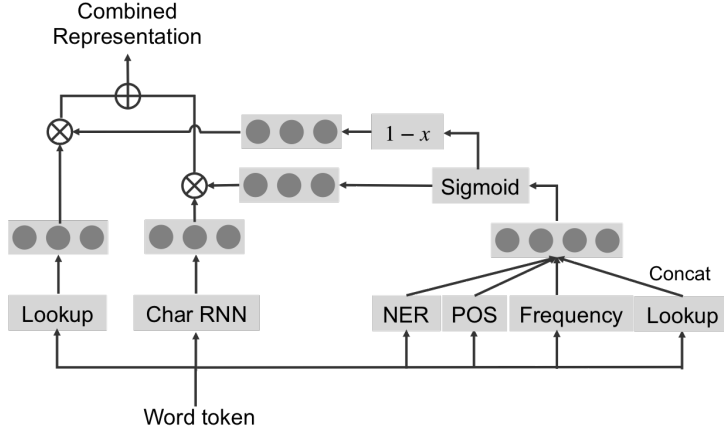 Combined
Representation
1 − x
Sigmoid
Concat
Lookup
Char RNN
NER
POS
Frequency
Lookup
Word token